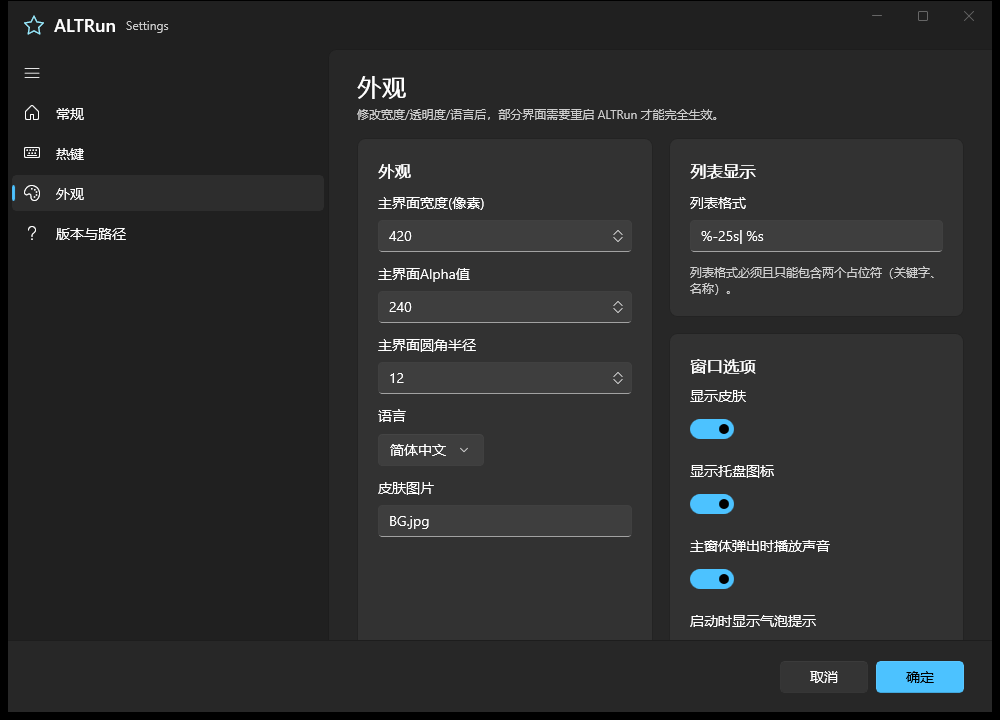 ALTRun Settings
常规
热键
外观
版本与路径
外观
修改宽度/透明度/语言后，部分界面需要重启 ALTRun 才能完全生效。
外观
主界面宽度(像素)
420
主界面Alpha值
240
主界面圆角半径
12
语言
简体中文
皮肤图片
BG.jpg
列表显示
列表格式
%-25s| %s
列表格式必须且只能包含两个占位符（关键字、
名称）。
窗口选项
显示皮肤
显示托盘图标
主窗体弹出时播放声音
启动时显示气泡提示
取消
确定